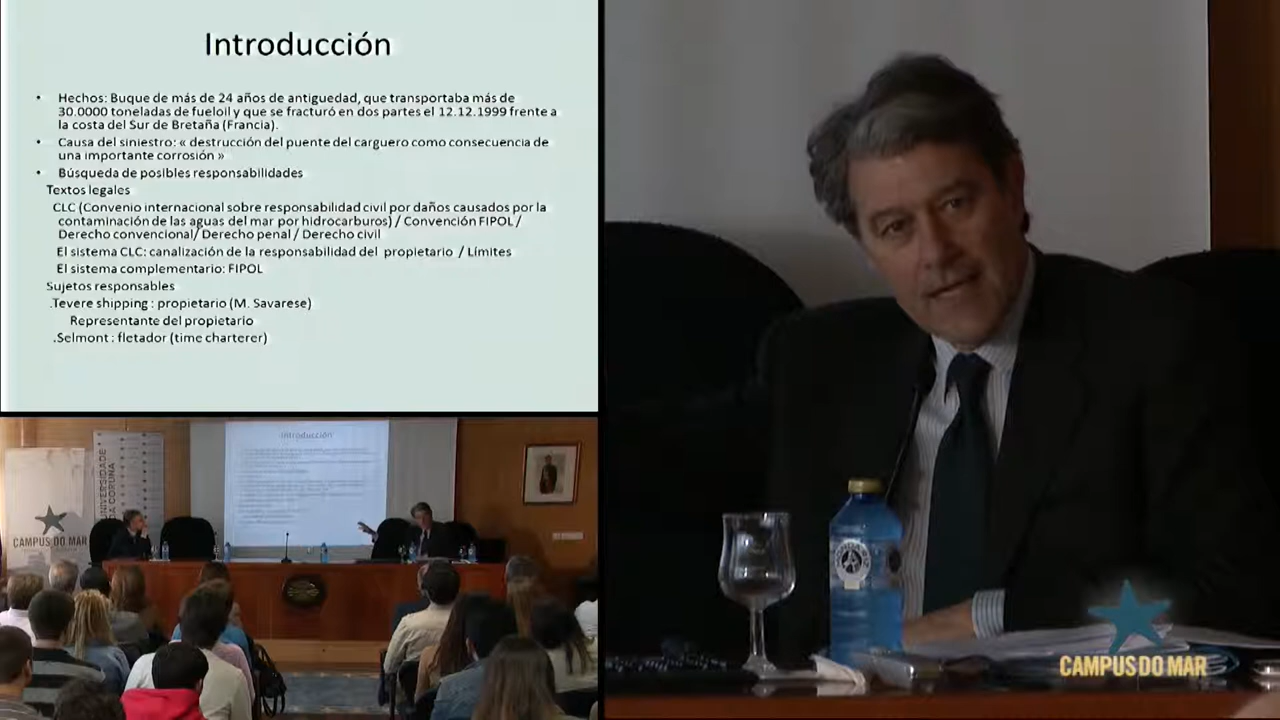 Introducción
• Hechos: Buque de más de 24 años de antiguedad, que transportaba más de
30.0000 toneladas de fueloil y que se fracturó en dos partes el 12.12.1999 frente a
la costa del Sur de Bretaña (Francia).
• Causa del siniestro: « destrucción del puente del carguero como consecuencia de
una importante corrosión »
• Búsqueda de posibles responsabilidades
Textos legales
CLC (Convenio internacional sobre responsabilidad civil por daños causados por la
contaminación de las aguas del mar por hidrocarburos) / Convención FIPOL /
Derecho convencional/ Derecho penal / Derecho civil
El sistema CLC: canalización de la responsabilidad del propietario / Límites
El sistema complementario: FIPOL
Sujetos responsables
.Tevere shipping : propietario (M. Savarese)
Representante del propietario
.Selmont : fletador (time charterer)
Introducción
UNIVERSIDADE
DA CORUÑA
CAMPUS DO MAR
CAMPUS DO MAR